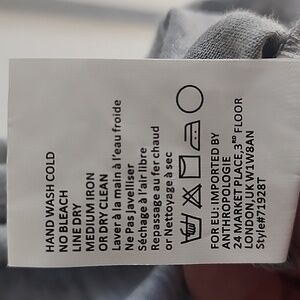 HAND WASH COLD
NO BLEACH
LINE DRY
MEDIUM IRON
OR DRY CLEAN
Laver à la main à l'eau froide
Ne Pas javelliser
Séchage à l'air libre
Repassage au fer chaud
or Nettoyage à sec
FOR EU: IMPORTED BY
ANTHROPOLOGIE
24 MARKET PLACE,3RD FLOOR
LONDON,UK W1W8AN
Style#71928T